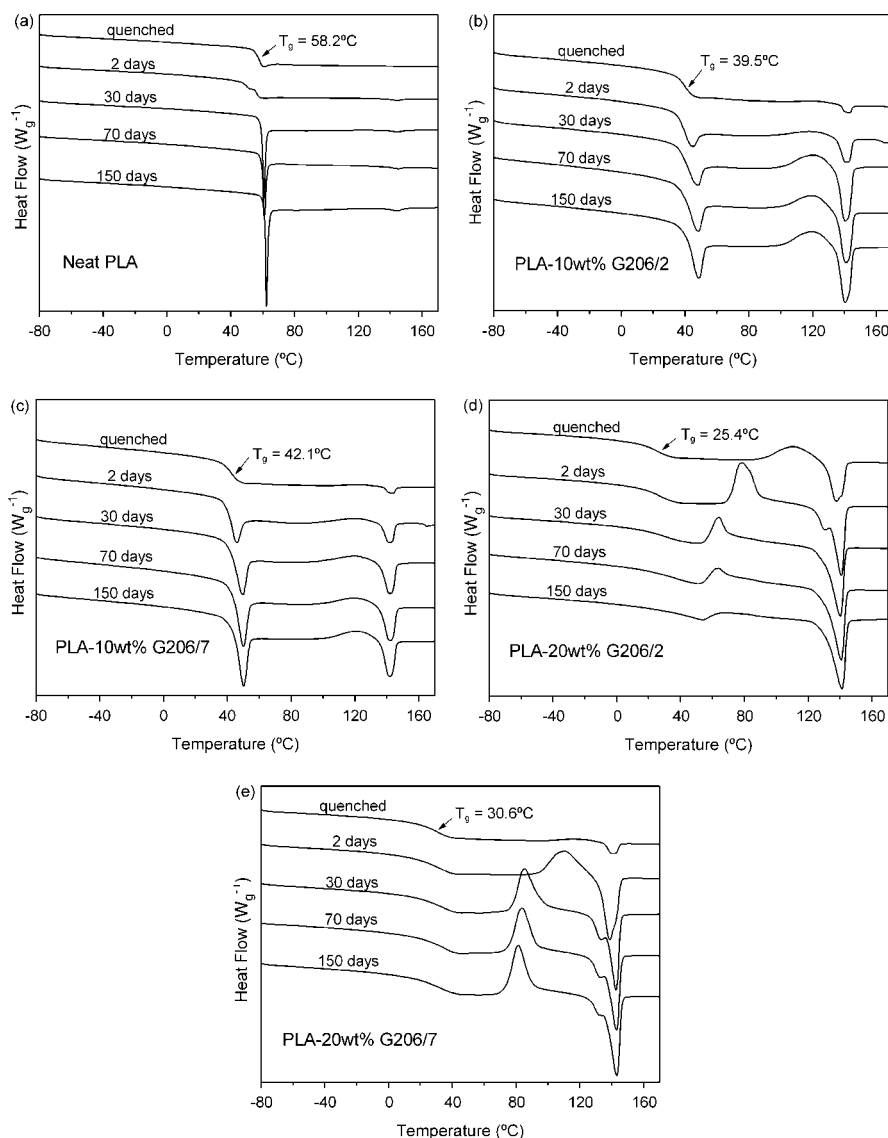 (a)
quenched
Tg = 58.2ºC
2 days
30 days
70 days
150 days
Neat PLA
Heat Flow (Wg⁻¹)
-80 -40 0 40 80 120 160
Temperature (ºC)
(b)
quenched
Tg = 39.5ºC
2 days
30 days
70 days
150 days
PLA-10wt% G206/2
Heat Flow (Wg⁻¹)
-80 -40 0 40 80 120 160
Temperature (ºC)
(c)
quenched
Tg = 42.1ºC
2 days
30 days
70 days
150 days
PLA-10wt% G206/7
Heat Flow (Wg⁻¹)
-80 -40 0 40 80 120 160
Temperature (ºC)
(d)
quenched
Tg = 25.4ºC
2 days
30 days
70 days
150 days
PLA-20wt% G206/2
Heat Flow (Wg⁻¹)
-80 -40 0 40 80 120 160
Temperature (ºC)
(e)
quenched
Tg = 30.6ºC
2 days
30 days
70 days
150 days
PLA-20wt% G206/7
Heat Flow (Wg⁻¹)
-80 -40 0 40 80 120 160
Temperature (ºC)